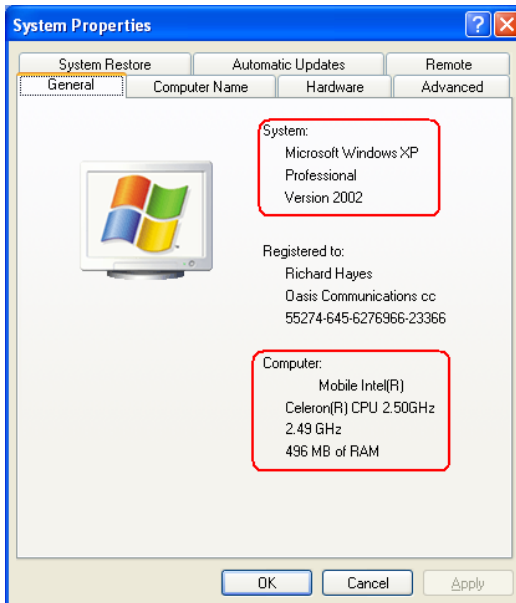 System Properties
System Restore Automatic Updates Remote
General Computer Name Hardware Advanced
System:
Microsoft Windows XP
Professional
Version 2002
Registered to:
Richard Hayes
Oasis Communications cc
55274-645-6276966-23366
Computer:
Mobile Intel(R)
Celeron(R) CPU 2.50GHz
2.49 GHz
496 MB of RAM
OK Cancel Apply